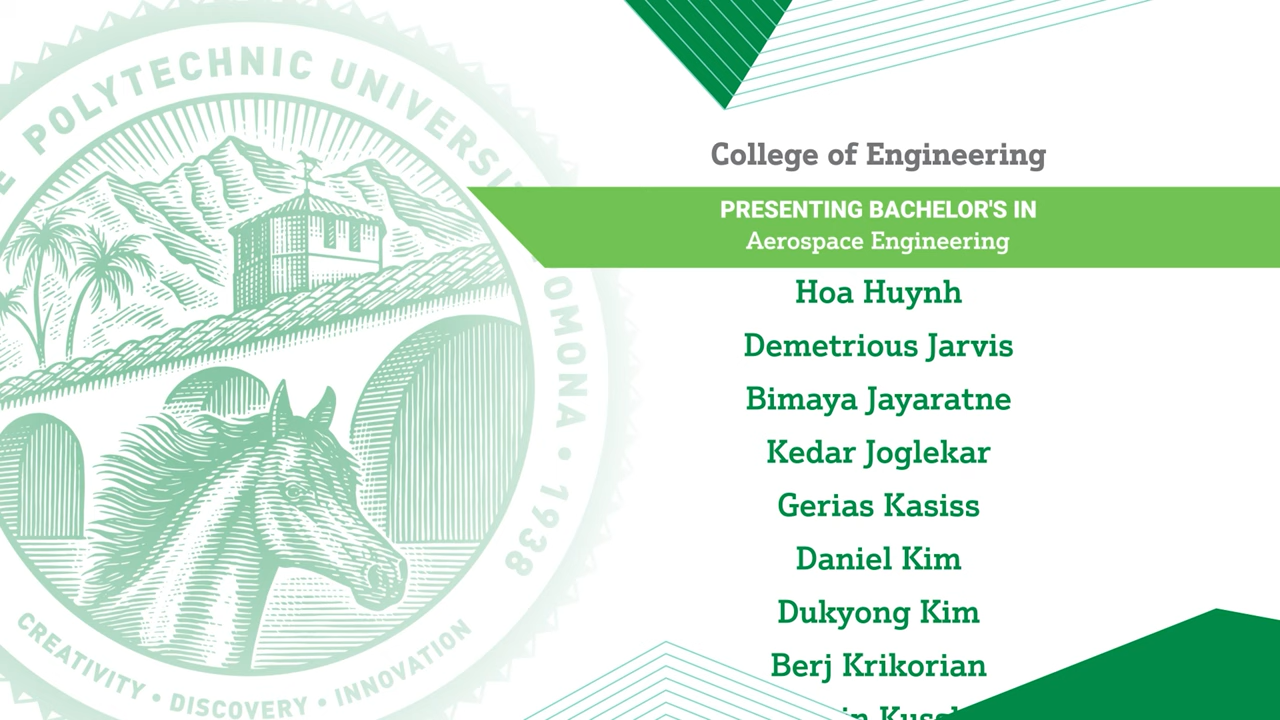 POLYTECHNIC UNIVERSI
OMONA • 1938
CREATIVITY • DISCOVERY • INNOVATION
College of Engineering
PRESENTING BACHELOR'S IN
Aerospace Engineering
Hoa Huynh
Demetrious Jarvis
Bimaya Jayaratne
Kedar Joglekar
Gerias Kasiss
Daniel Kim
Dukyong Kim
Berj Krikorian